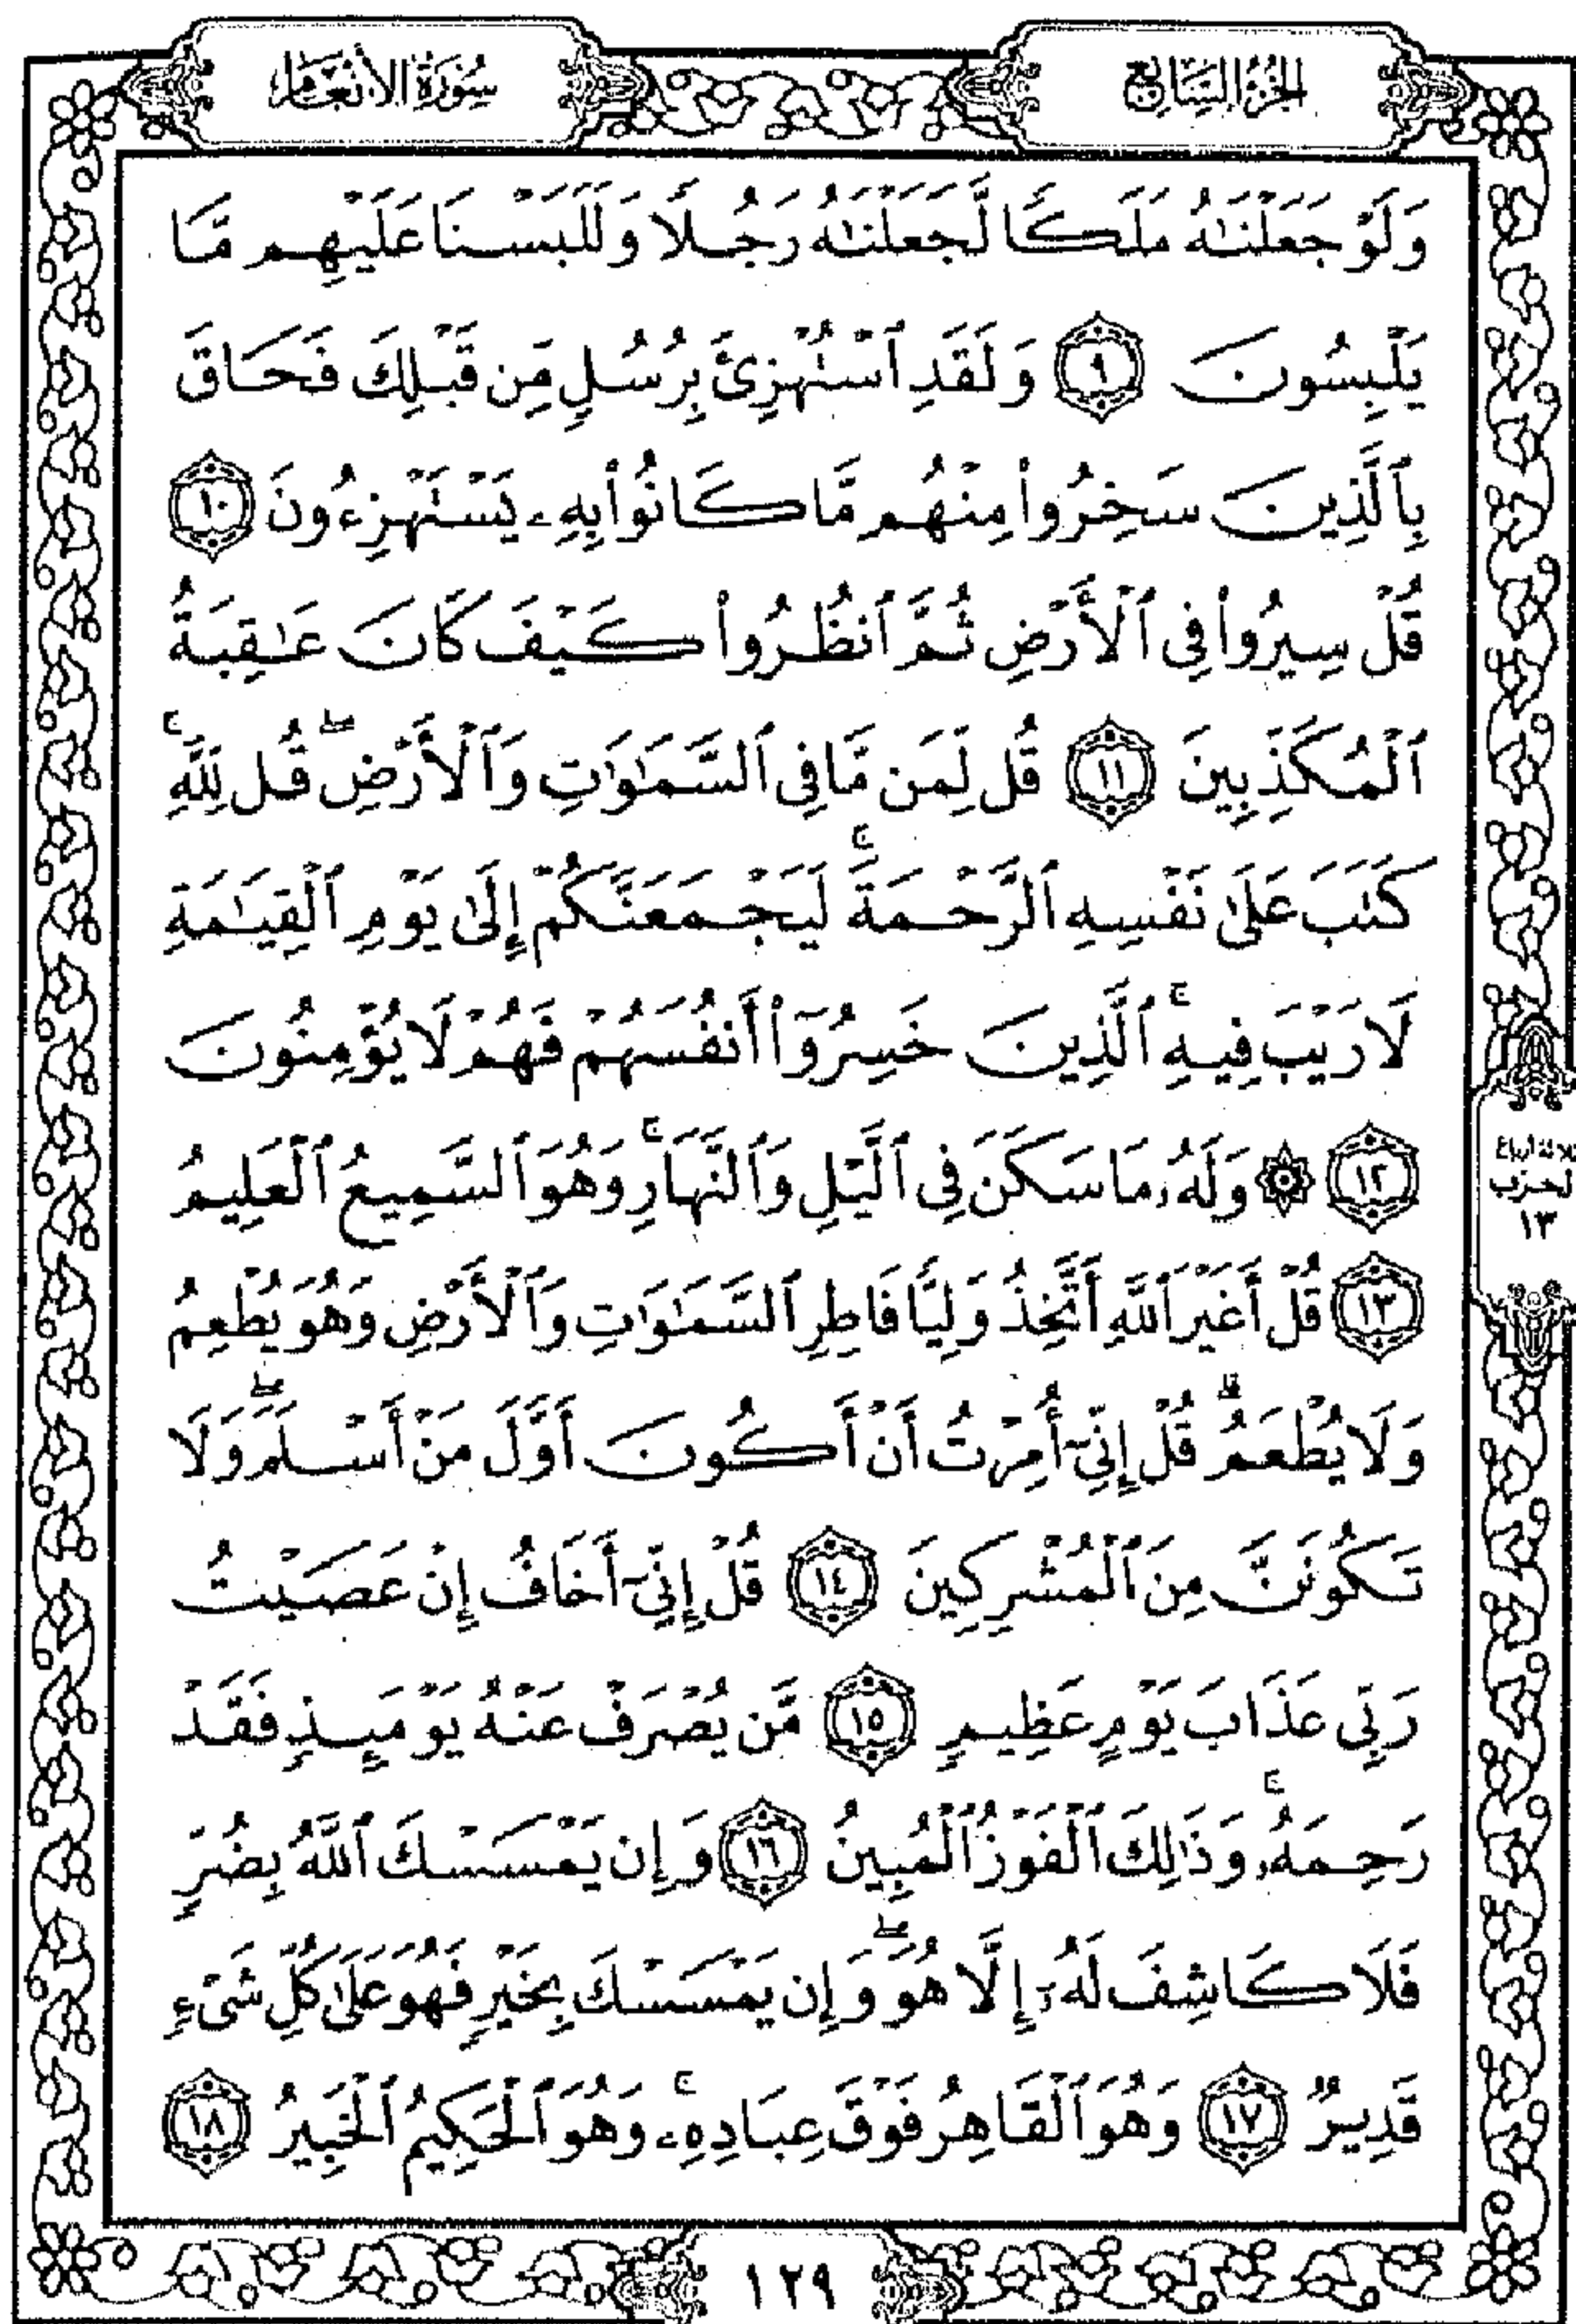 الجزء السابع
سورة الأنعام
وَلَوْ جَعَلْنَٰهُ مَلَكًا لَّجَعَلْنَٰهُ رَجُلًا وَلَلَبَسْنَا عَلَيْهِم مَّا
يَلْبِسُونَ ٩ وَلَقَدِ ٱسْتُهْزِئَ بِرُسُلٍ مِّن قَبْلِكَ فَحَاقَ
بِٱلَّذِينَ سَخِرُوا۟ مِنْهُم مَّا كَانُوا۟ بِهِۦ يَسْتَهْزِءُونَ ١٠
قُلْ سِيرُوا۟ فِى ٱلْأَرْضِ ثُمَّ ٱنظُرُوا۟ كَيْفَ كَانَ عَٰقِبَةُ
ٱلْمُكَذِّبِينَ ١١ قُل لِّمَن مَّا فِى ٱلسَّمَٰوَٰتِ وَٱلْأَرْضِ ۖ قُل لِّلَّهِ ۚ
كَتَبَ عَلَىٰ نَفْسِهِ ٱلرَّحْمَةَ ۚ لَيَجْمَعَنَّكُمْ إِلَىٰ يَوْمِ ٱلْقِيَٰمَةِ
لَا رَيْبَ فِيهِ ۚ ٱلَّذِينَ خَسِرُوٓا۟ أَنفُسَهُمْ فَهُمْ لَا يُؤْمِنُونَ
١٢ ۞ وَلَهُۥ مَا سَكَنَ فِى ٱلَّيْلِ وَٱلنَّهَارِ ۚ وَهُوَ ٱلسَّمِيعُ ٱلْعَلِيمُ
١٣ قُلْ أَغَيْرَ ٱللَّهِ أَتَّخِذُ وَلِيًّا فَاطِرِ ٱلسَّمَٰوَٰتِ وَٱلْأَرْضِ وَهُوَ يُطْعِمُ
وَلَا يُطْعَمُ ۗ قُلْ إِنِّىٓ أُمِرْتُ أَنْ أَكُونَ أَوَّلَ مَنْ أَسْلَمَ ۖ وَلَا
تَكُونَنَّ مِنَ ٱلْمُشْرِكِينَ ١٤ قُلْ إِنِّىٓ أَخَافُ إِنْ عَصَيْتُ
رَبِّى عَذَابَ يَوْمٍ عَظِيمٍ ١٥ مَّن يُصْرَفْ عَنْهُ يَوْمَئِذٍ فَقَدْ
رَحِمَهُۥ ۚ وَذَٰلِكَ ٱلْفَوْزُ ٱلْمُبِينُ ١٦ وَإِن يَمْسَسْكَ ٱللَّهُ بِضُرٍّ
فَلَا كَاشِفَ لَهُۥٓ إِلَّا هُوَ ۖ وَإِن يَمْسَسْكَ بِخَيْرٍ فَهُوَ عَلَىٰ كُلِّ شَىْءٍ
قَدِيرٌ ١٧ وَهُوَ ٱلْقَاهِرُ فَوْقَ عِبَادِهِۦ ۚ وَهُوَ ٱلْحَكِيمُ ٱلْخَبِيرُ ١٨
١٣
١٢٩